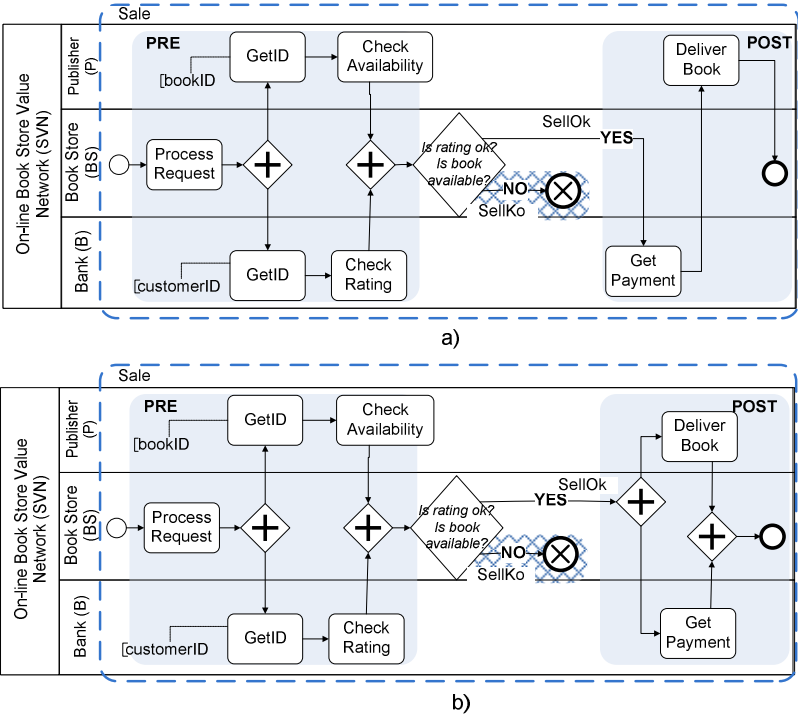 Sale
On-line Book Store Value
Network (SVN)
Publisher
(P)
Book Store
(BS)
Bank (B)
PRE
GetID
Check
Availability
[bookID
Process
Request
Is rating ok?
Is book
available?
SellOk
YES
NO
SellKo
GetID
[customerID
Check
Rating
POST
Deliver
Book
Get
Payment
a)
Sale
On-line Book Store Value
Network (SVN)
Publisher
(P)
Book Store
(BS)
Bank (B)
PRE
GetID
Check
Availability
[bookID
Process
Request
Is rating ok?
Is book
available?
SellOk
YES
NO
SellKo
GetID
[customerID
Check
Rating
POST
Deliver
Book
Get
Payment
b)